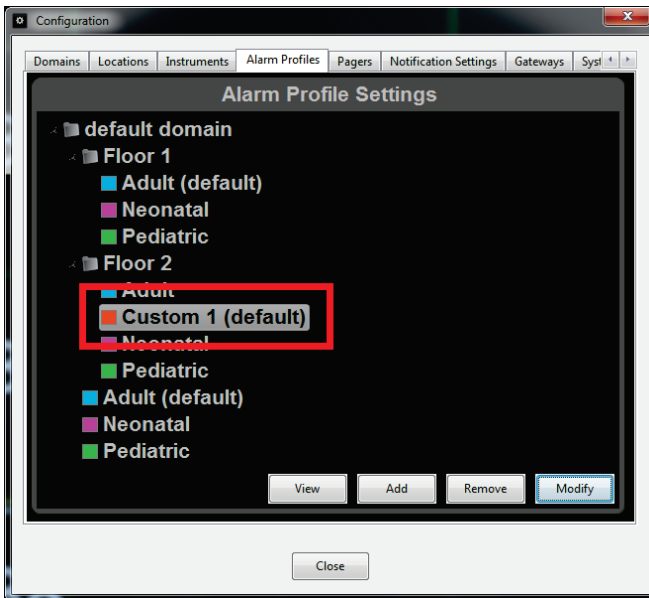 Configuration
x
Domains Locations Instruments Alarm Profiles Pagers Notification Settings Gateways Syst
Alarm Profile Settings
default domain
Floor 1
Adult (default)
Neonatal
Pediatric
Floor 2
Adult
Custom 1 (default)
Neonatal
Pediatric
Adult (default)
Neonatal
Pediatric
View Add Remove Modify
Close